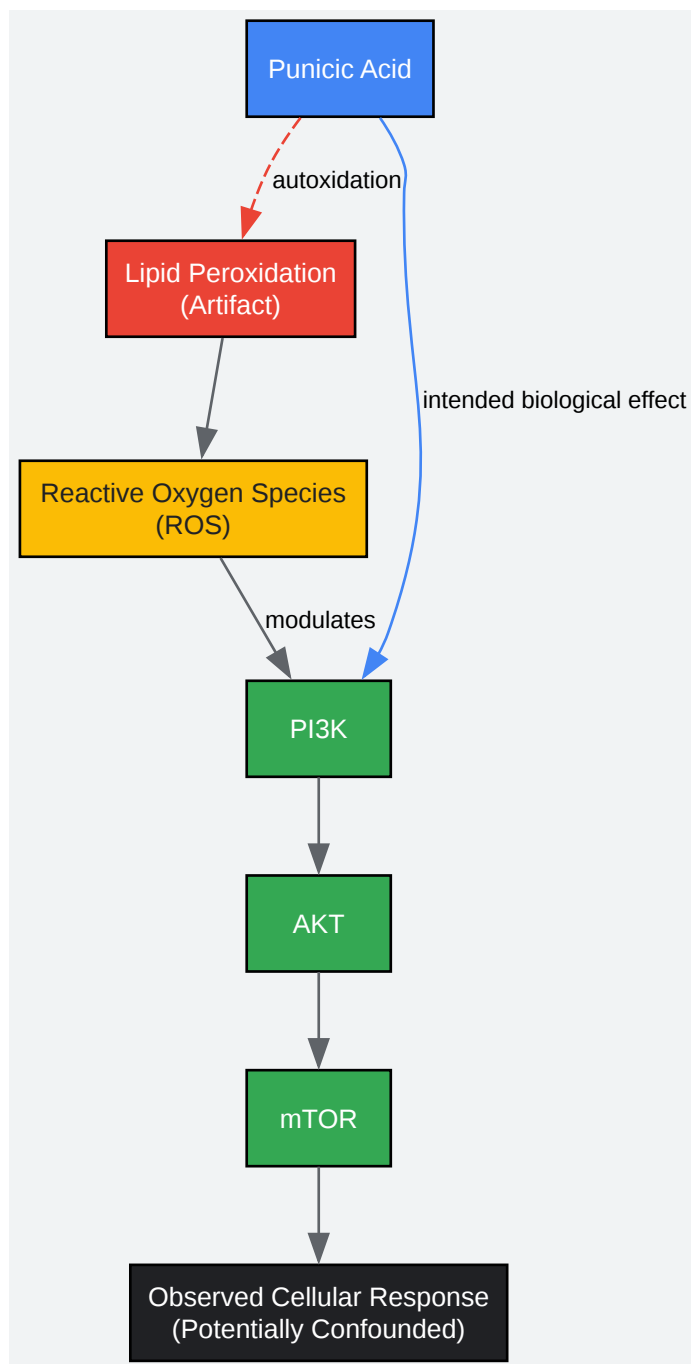 Punicic Acid
autoxidation
Lipid Peroxidation
(Artifact)
intended biological effect
Reactive Oxygen Species
(ROS)
modulates
PI3K
AKT
mTOR
Observed Cellular Response
(Potentially Confounded)